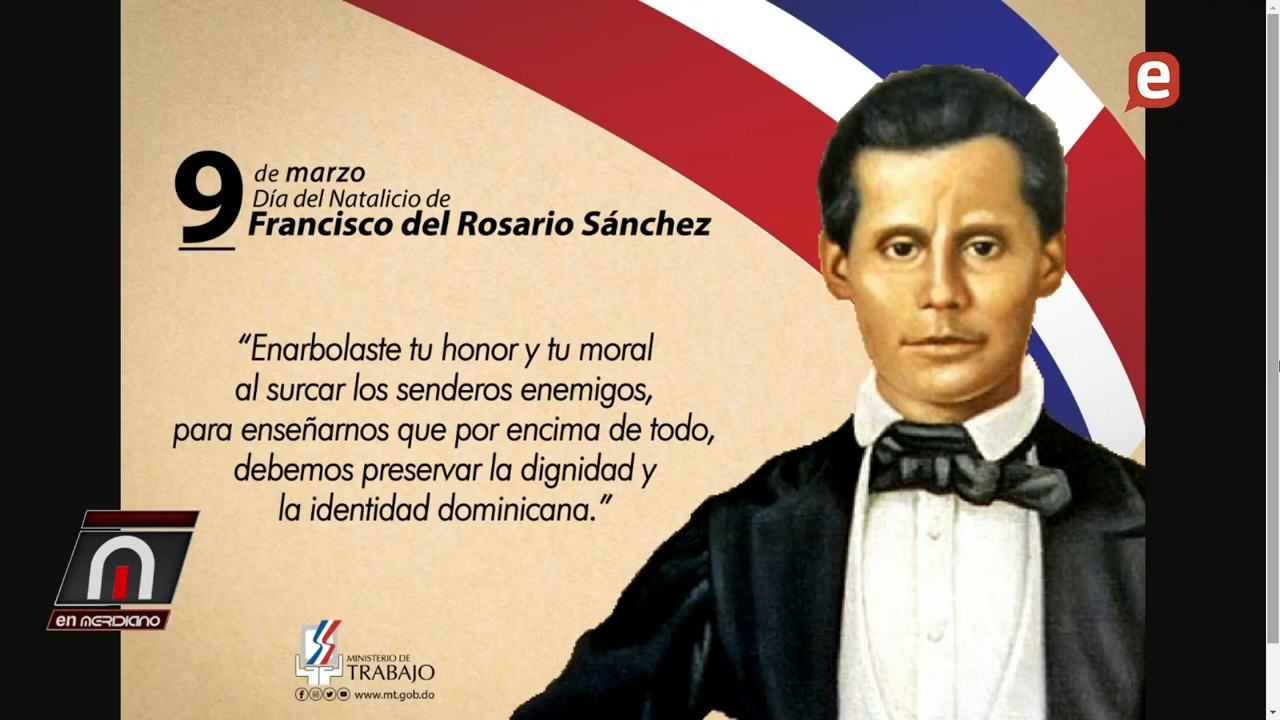 e
9 de marzo
Día del Natalicio de
Francisco del Rosario Sánchez
“Enarbolaste tu honor y tu moral
al surcar los senderos enemigos,
para enseñarnos que por encima de todo,
debemos preservar la dignidad y
la identidad dominicana.”
en MERDIANO
MINISTERIO DE
TRABAJO
www.mt.gob.do